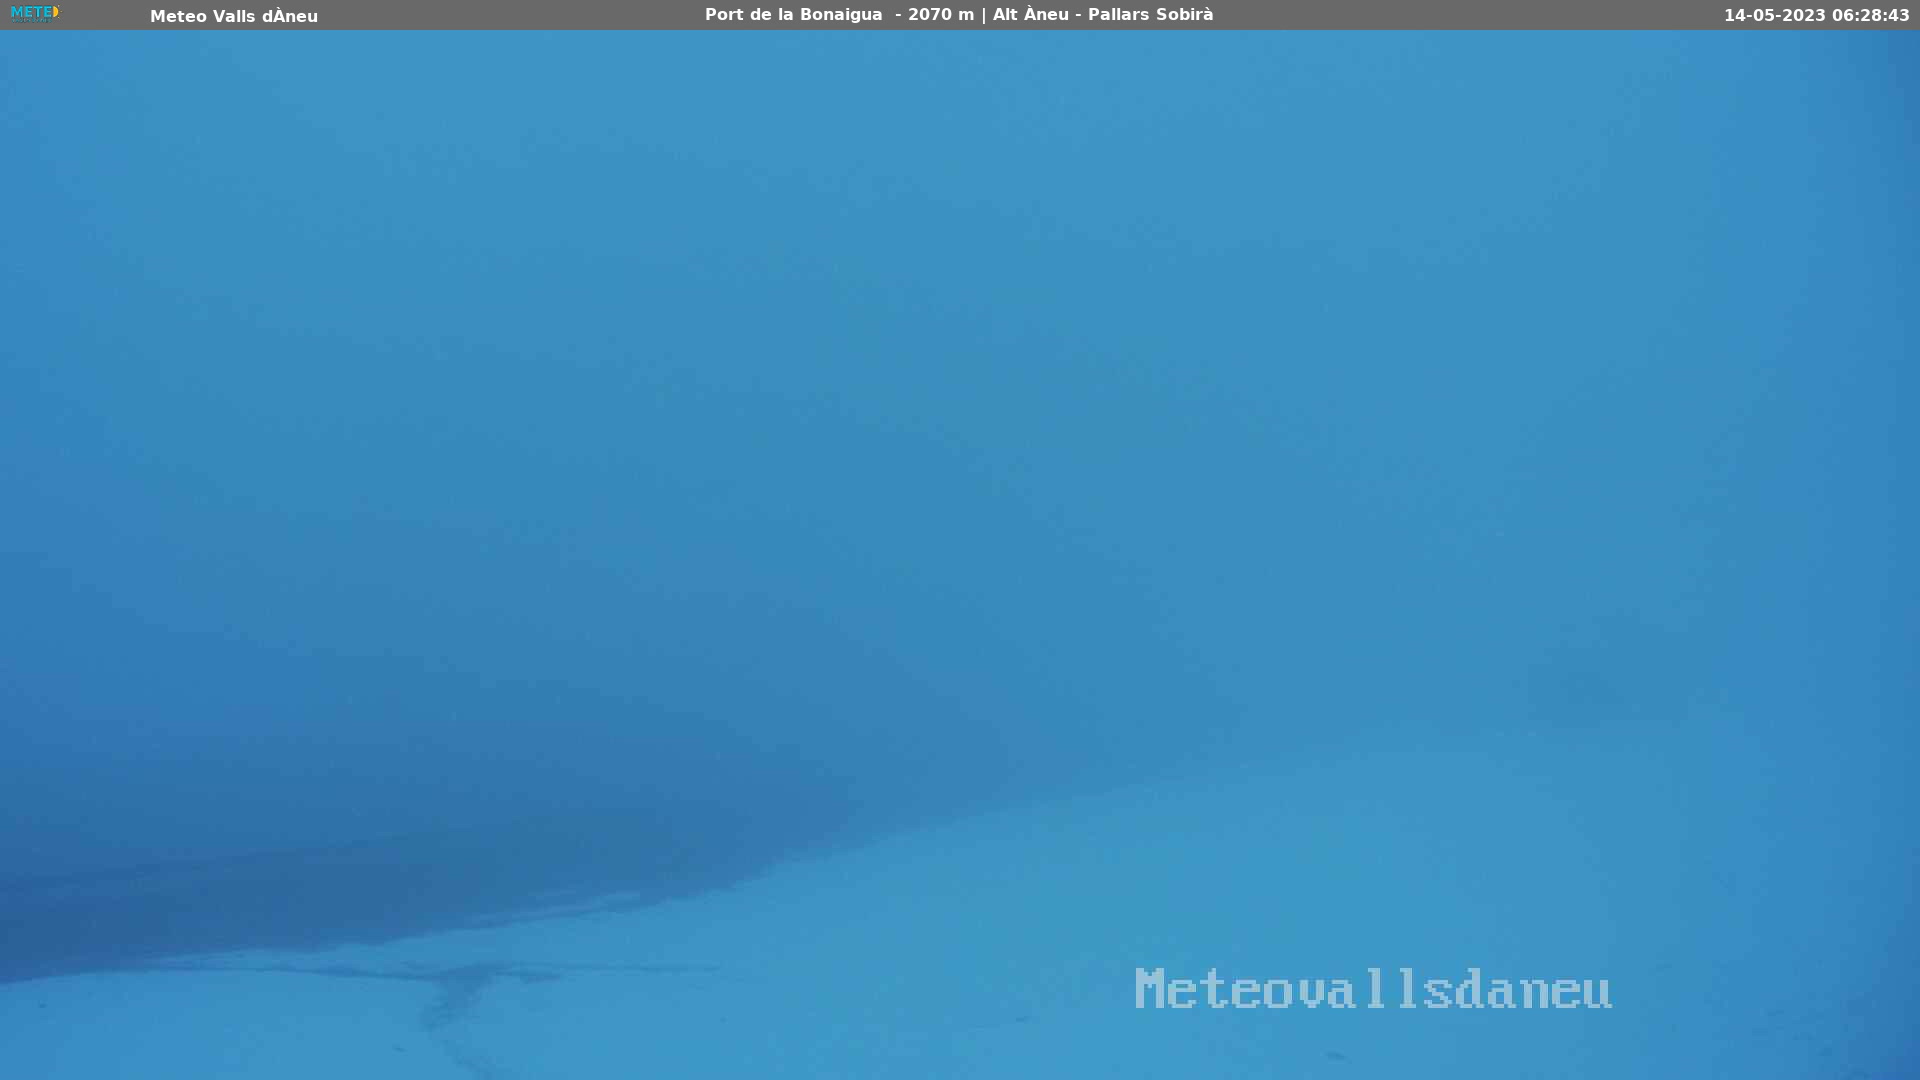 METEO
Meteo Valls dÀneu
Port de la Bonaigua - 2070 m | Alt Àneu - Pallars Sobirà
14-05-2023 06:28:43
Meteovallsdaneu